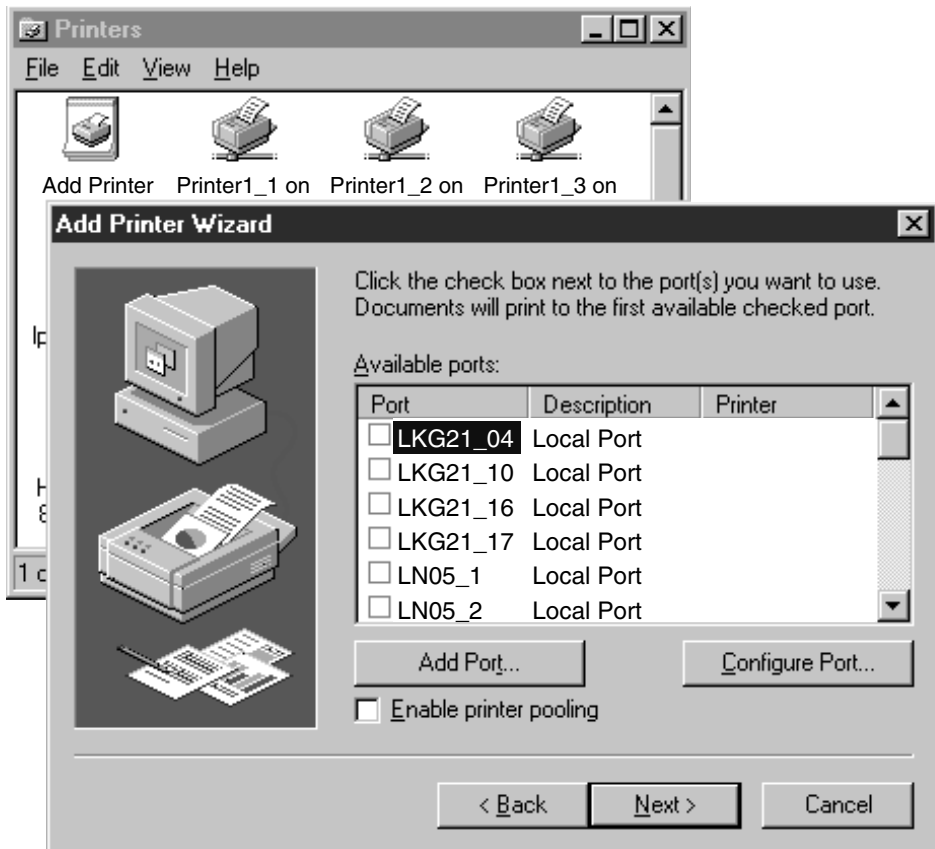 Printers
File Edit View Help
Add Printer Printer1_1 on Printer1_2 on Printer1_3 on
Add Printer Wizard
Click the check box next to the port(s) you want to use.
Documents will print to the first available checked port.
Available ports:
Port Description Printer
LKG21_04 Local Port
LKG21_10 Local Port
LKG21_16 Local Port
LKG21_17 Local Port
LN05_1 Local Port
LN05_2 Local Port
Add Port... Configure Port...
Enable printer pooling
< Back Next > Cancel